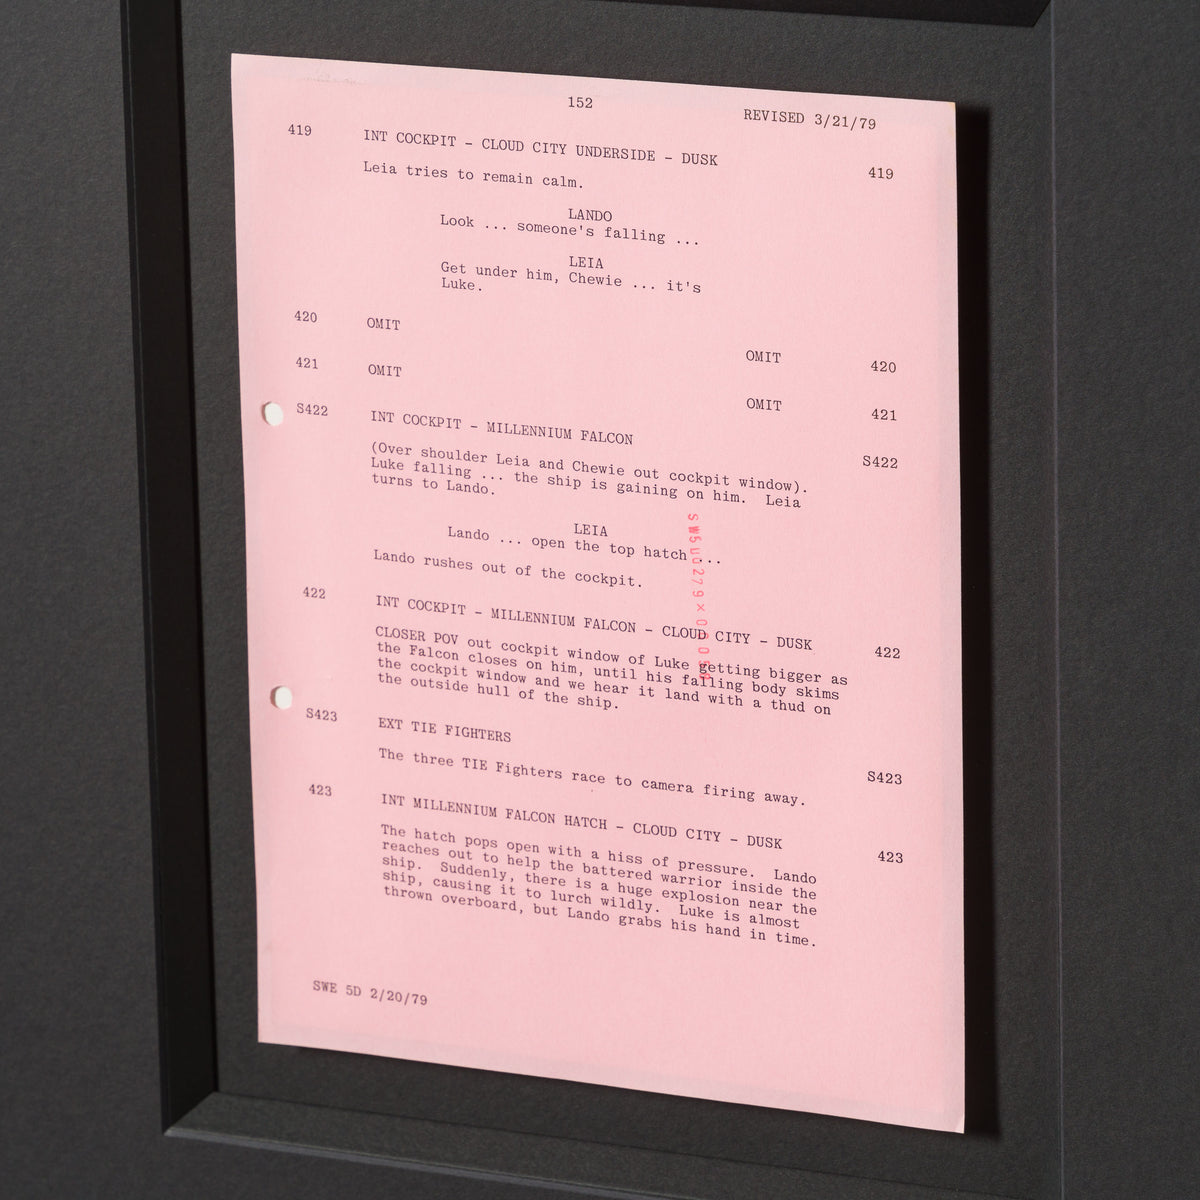 152
REVISED 3/21/79
419 INT COCKPIT - CLOUD CITY UNDERSIDE - DUSK 419
Leia tries to remain calm.
LANDO
Look ... someone's falling ...
LEIA
Get under him, Chewie ... it's
Luke.
420 OMIT OMIT 420
421 OMIT OMIT 421
S422 INT COCKPIT - MILLENNIUM FALCON S422
(Over shoulder Leia and Chewie out cockpit window).
Luke falling ... the ship is gaining on him.  Leia
turns to Lando.
LEIA
Lando ... open the top hatch ...
Lando rushes out of the cockpit.
422 INT COCKPIT - MILLENNIUM FALCON - CLOUD CITY - DUSK 422
CLOSER POV out cockpit window of Luke getting bigger as
the Falcon closes on him, until his falling body skims
the cockpit window and we hear it land with a thud on
the outside hull of the ship.
S423 EXT TIE FIGHTERS S423
The three TIE Fighters race to camera firing away.
423 INT MILLENNIUM FALCON HATCH - CLOUD CITY - DUSK 423
The hatch pops open with a hiss of pressure.  Lando
reaches out to help the battered warrior inside the
ship.  Suddenly, there is a huge explosion near the
ship, causing it to lurch wildly.  Luke is almost
thrown overboard, but Lando grabs his hand in time.
SWE 5D 2/20/79